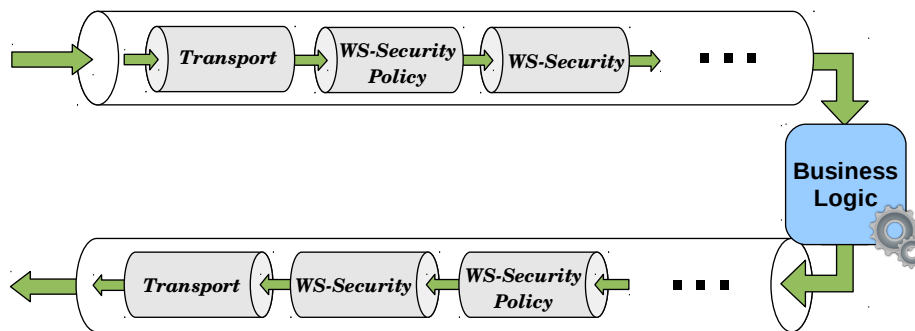 Transport
WS-Security
Policy
WS-Security
Business
Logic
Transport
WS-Security
WS-Security
Policy